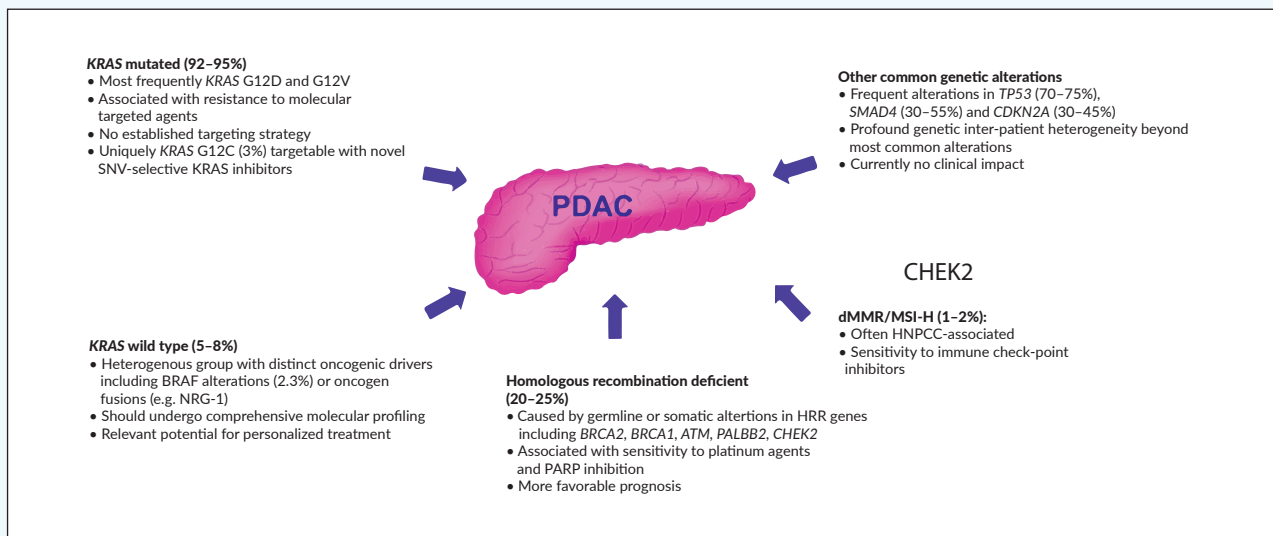 KRAS mutated (92–95%)
• Most frequently KRAS G12D and G12V
• Associated with resistance to molecular
targeted agents
• No established targeting strategy
• Uniquely KRAS G12C (3%) targetable with novel
SNV-selective KRAS inhibitors
Other common genetic alterations
• Frequent alterations in TP53 (70–75%),
SMAD4 (30–55%) and CDKN2A (30–45%)
• Profound genetic inter-patient heterogeneity beyond
most common alterations
• Currently no clinical impact
PDAC
CHEK2
KRAS wild type (5–8%)
• Heterogenous group with distinct oncogenic drivers
including BRAF alterations (2.3%) or oncogen
fusions (e.g. NRG-1)
• Should undergo comprehensive molecular profiling
• Relevant potential for personalized treatment
Homologous recombination deficient
(20–25%)
• Caused by germline or somatic altertions in HRR genes
including BRCA2, BRCA1, ATM, PALBB2, CHEK2
• Associated with sensitivity to platinum agents
and PARP inhibition
• More favorable prognosis
dMMR/MSI-H (1–2%):
• Often HNPCC-associated
• Sensitivity to immune check-point
inhibitors